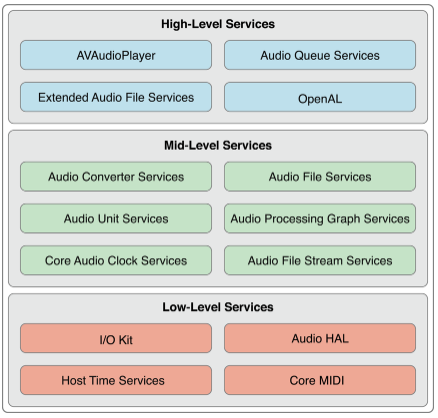 High-Level Services
AVAudioPlayer
Audio Queue Services
Extended Audio File Services
OpenAL
Mid-Level Services
Audio Converter Services
Audio File Services
Audio Unit Services
Audio Processing Graph Services
Core Audio Clock Services
Audio File Stream Services
Low-Level Services
I/O Kit
Audio HAL
Host Time Services
Core MIDI